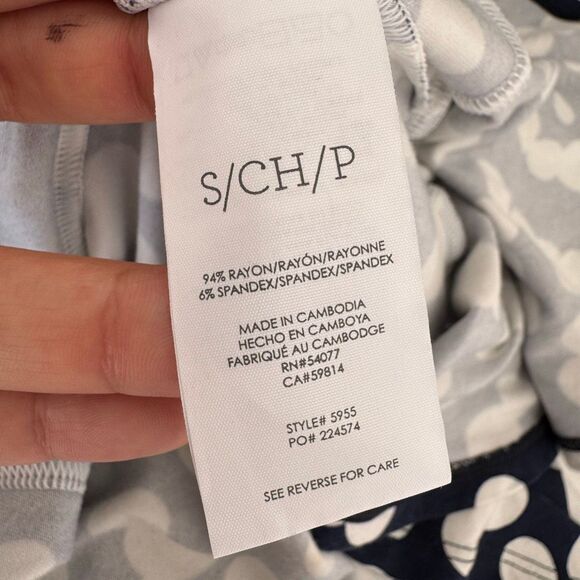 S/CH/P
94% RAYON/RAYÓN/RAYONNE
6% SPANDEX/SPANDEX/SPANDEX
MADE IN CAMBODIA
HECHO EN CAMBOYA
FABRIQUÉ AU CAMBODGE
RN#54077
CA#59814
STYLE# 5955
PO# 224574
SEE REVERSE FOR CARE